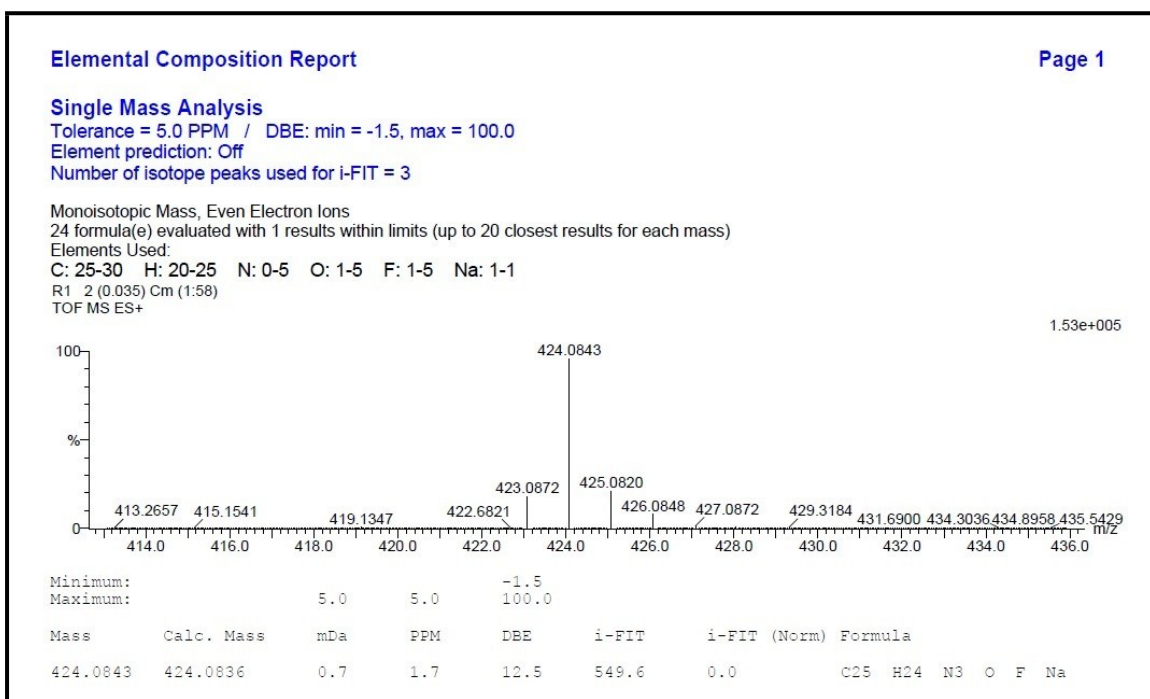 Elemental Composition Report Page 1
Single Mass Analysis
Tolerance = 5.0 PPM / DBE: min = -1.5, max = 100.0
Element prediction: Off
Number of isotope peaks used for i-FIT = 3
Monoisotopic Mass, Even Electron Ions
24 formula(e) evaluated with 1 results within limits (up to 20 closest results for each mass)
Elements Used:
C: 25-30 H: 20-25 N: 0-5 O: 1-5 F: 1-5 Na: 1-1
R1 2 (0.035) Cm (1:58)
TOF MS ES+
1.53e+005
100
424.0843
%
423.0872 425.0820
413.2657 415.1541 419.1347 422.6821 426.0848 427.0872 429.3184 431.6900 434.3036 434.8958 435.5429
0
m/z
414.0 416.0 418.0 420.0 422.0 424.0 426.0 428.0 430.0 432.0 434.0 436.0
Minimum: -1.5
Maximum: 5.0 5.0 100.0
Mass Calc. Mass mDa PPM DBE i-FIT i-FIT (Norm) Formula
424.0843 424.0836 0.7 1.7 12.5 549.6 0.0 C25 H24 N3 O F Na